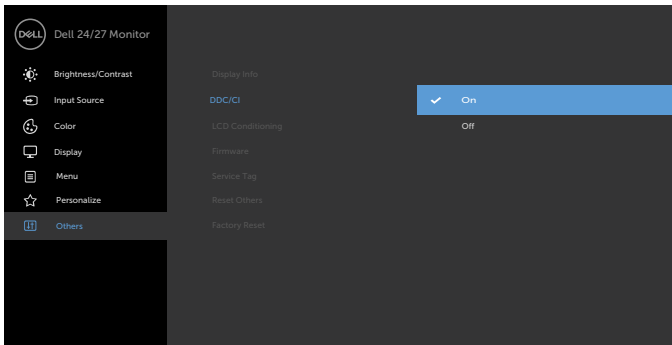 DELL
Dell 24/27 Monitor
Brightness/Contrast
Input Source
Color
Display
Menu
Personalize
Others
Display Info
DDC/CI
LCD Conditioning
Firmware
Service Tag
Reset Others
Factory Reset
On
Off